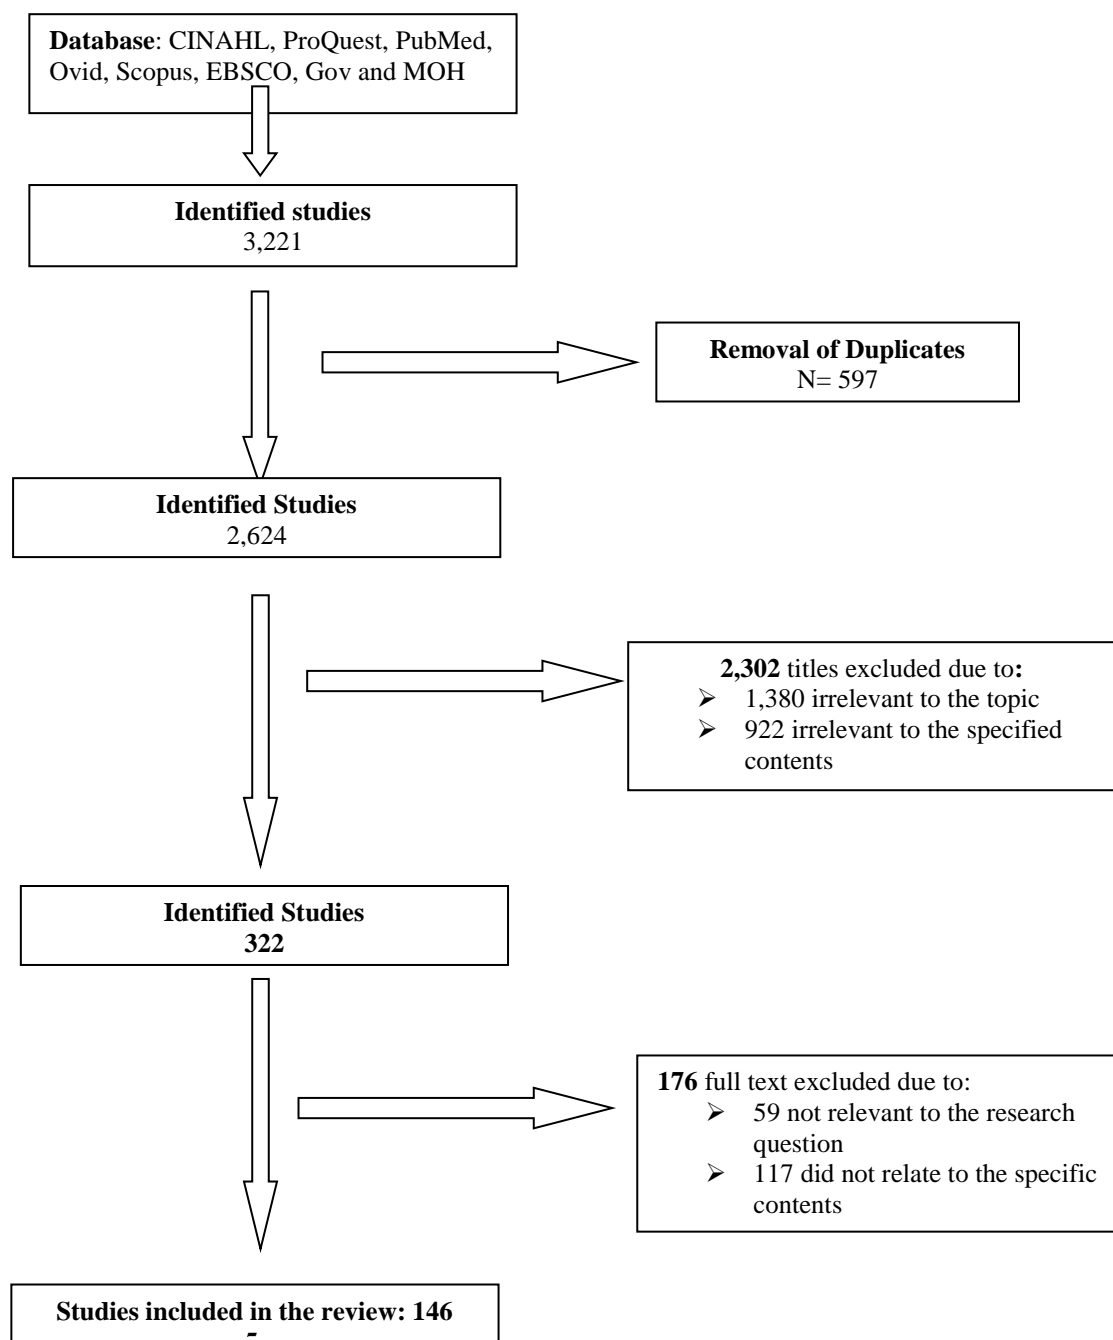 Database: CINAHL, ProQuest, PubMed,
Ovid, Scopus, EBSCO, Gov and MOH
Identified studies
3,221
Removal of Duplicates
N= 597
Identified Studies
2,624
2,302 titles excluded due to:
➢ 1,380 irrelevant to the topic
➢ 922 irrelevant to the specified
contents
Identified Studies
322
176 full text excluded due to:
➢ 59 not relevant to the research
question
➢ 117 did not relate to the specific
contents
Studies included in the review: 146